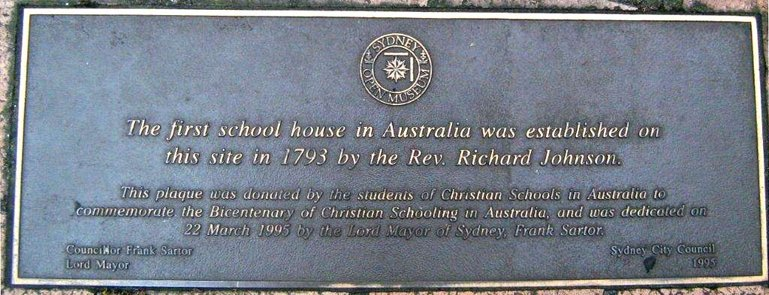 SYDNEY
OPEN MUSEUM
The first school house in Australia was established on
this site in 1793 by the Rev. Richard Johnson.
This plaque was donated by the students of Christian Schools in Australia to
commemorate the Bicentenary of Christian Schooling in Australia, and was dedicated on
22 March 1995 by the Lord Mayor of Sydney, Frank Sartor.
Councillor Frank Sartor
Lord Mayor
Sydney City Council
1995